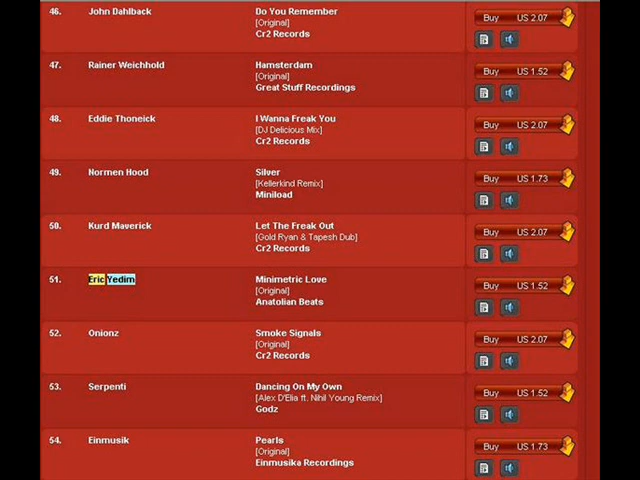 46. John Dahlback Do You Remember Buy US 2.07
[Original]
Cr2 Records
47. Rainer Weichhold Hamsterdam Buy US 1.52
[Original]
Great Stuff Recordings
48. Eddie Thoneick I Wanna Freak You Buy US 2.07
[DJ Delicious Mix]
Cr2 Records
49. Normen Hood Silver Buy US 1.73
[Kellerkind Remix]
Miniload
50. Kurd Maverick Let The Freak Out Buy US 2.07
[Gold Ryan & Tapesh Dub]
Cr2 Records
51. Eric Yedim Minimetric Love Buy US 1.52
[Original]
Anatolian Beats
52. Onionz Smoke Signals Buy US 2.07
[Original]
Cr2 Records
53. Serpenti Dancing On My Own Buy US 1.52
[Alex D'Elia ft. Nihil Young Remix]
Godz
54. Einmusik Pearls Buy US 1.73
[Original]
Einmusika Recordings